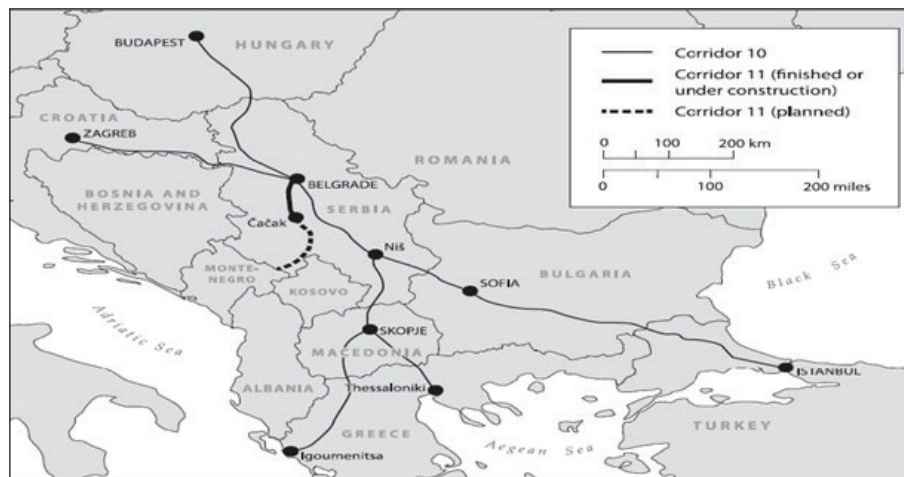 BUDAPEST
HUNGARY
Corridor 10
Corridor 11 (finished or
under construction)
Corridor 11 (planned)
0 100 200 km
0 100 200 miles
CROATIA
ZAGREB
ROMANIA
BOSNIA AND
HERZEGOVINA
BELGRADE
SERBIA
Čačak
Niš
MONTE-
NEGRO
KOSOVO
BULGARIA
SOFIA
Black Sea
Adriatic Sea
SKOPJE
MACEDONIA
ISTANBUL
ALBANIA
Thessaloniki
GREECE
TURKEY
Igoumenitsa
Aegean Sea